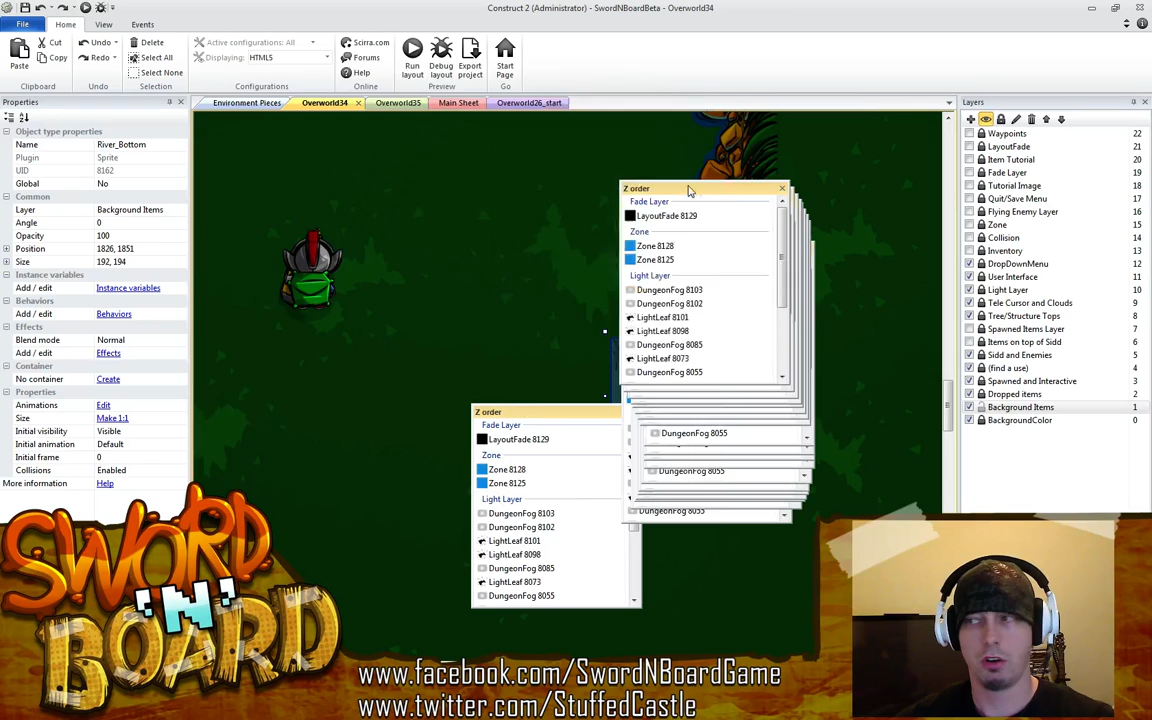 Construct 2 (Administrator) - SwordNBoardBeta - Overworld34
File
Home
View
Events
Paste
Cut
Copy
Clipboard
Undo
Redo
Undo
Delete
Select All
Select None
Selection
Active configurations: All
Displaying: HTML5
Configurations
Scirra.com
Forums
Help
Online
Run layout
Debug layout
Export project
Preview
Start Page
Go
Properties
Object type properties
Name River_Bottom
Plugin Sprite
UID 8162
Global No
Common
Layer Background Items
Angle 0
Opacity 100
Position 1826, 1851
Size 192, 194
Instance variables
Add / edit Instance variables
Behaviors
Add / edit Behaviors
Effects
Blend mode Normal
Add / edit Effects
Container
No container Create
Properties
Animations Edit
Size Make 1:1
Initial visibility Visible
Initial animation Default
Initial frame 0
Collisions Enabled
More information Help
Environment Pieces
Overworld34
Overworld35
Main Sheet
Overworld26_start
Z order
Fade Layer
LayoutFade 8129
Zone
Zone 8128
Zone 8125
Light Layer
DungeonFog 8103
DungeonFog 8102
LightLeaf 8101
LightLeaf 8098
DungeonFog 8085
LightLeaf 8073
DungeonFog 8055
DungeonFog 8055
DungeonFog 8055
DungeonFog 8055
Z order
Fade Layer
LayoutFade 8129
Zone
Zone 8128
Zone 8125
Light Layer
DungeonFog 8103
DungeonFog 8102
LightLeaf 8101
LightLeaf 8098
DungeonFog 8085
LightLeaf 8073
DungeonFog 8055
Layers
Waypoints 22
LayoutFade 21
Item Tutorial 20
Fade Layer 19
Tutorial Image 18
Quit/Save Menu 17
Flying Enemy Layer 16
Zone 15
Collision 14
Inventory 13
DropDownMenu 12
User Interface 11
Light Layer 10
Tele Cursor and Clouds 9
Tree/Structure Tops 8
Spawned Items Layer 7
Items on top of Sidd 6
Sidd and Enemies 5
(find a use) 4
Spawned and Interactive 3
Dropped items 2
Background Items 1
BackgroundColor 0
SWORD
'N'
BOARD
www.facebook.com/SwordNBoardGame
www.twitter.com/StuffedCastle